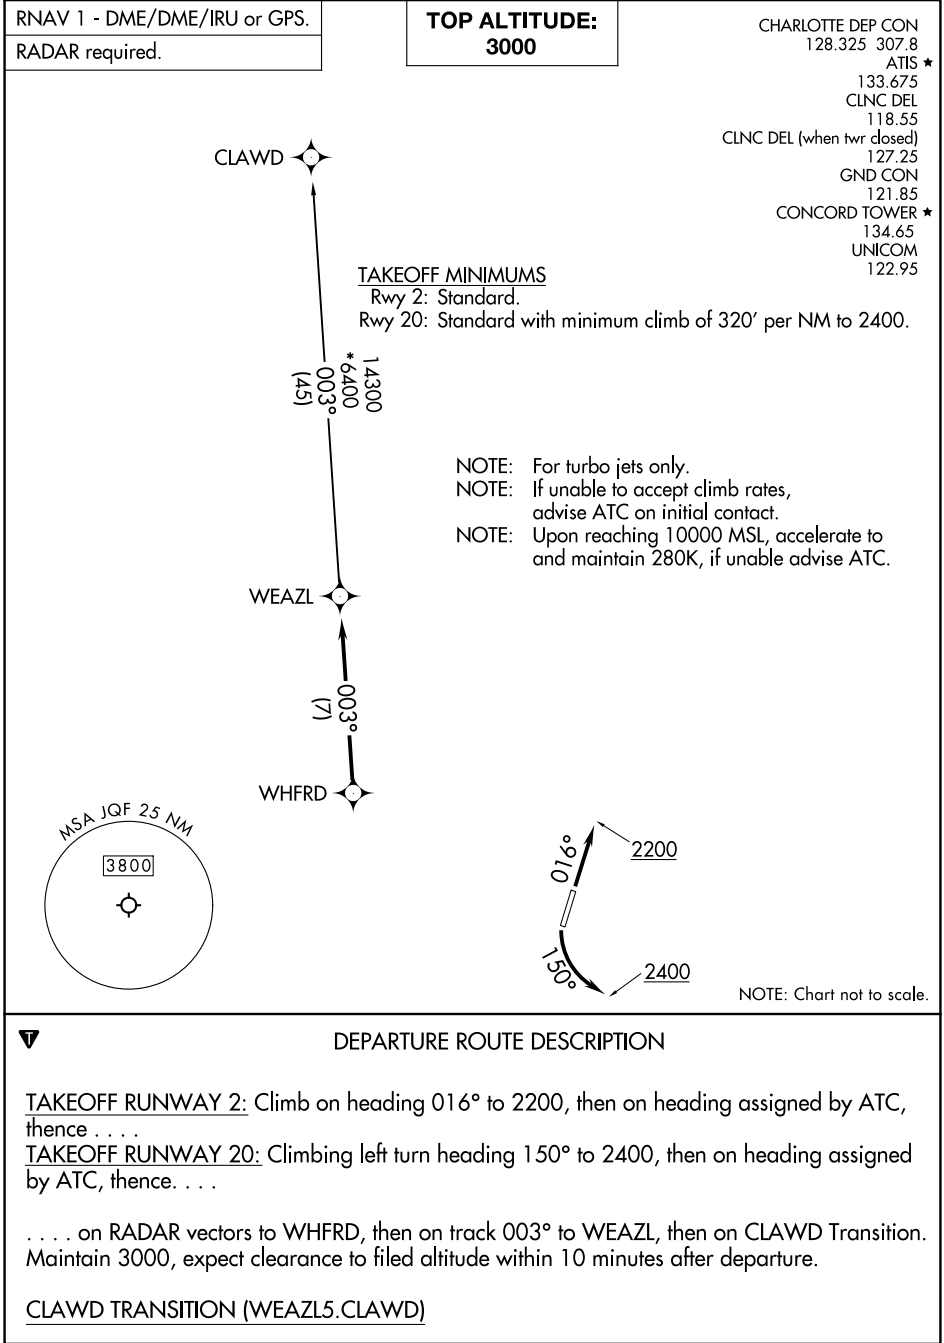 RNAV 1 - DME/DME/IRU or GPS.
RADAR required.
TOP ALTITUDE:
3000
CHARLOTTE DEP CON
128.325 307.8
ATIS ★
133.675
CLNC DEL
118.55
CLNC DEL (when twr closed)
127.25
GND CON
121.85
CONCORD TOWER ★
134.65
UNICOM
122.95
CLAWD
TAKEOFF MINIMUMS
Rwy 2: Standard.
Rwy 20: Standard with minimum climb of 320' per NM to 2400.
14300
*6400
003°
(45)
NOTE: For turbo jets only.
NOTE: If unable to accept climb rates,
advise ATC on initial contact.
NOTE: Upon reaching 10000 MSL, accelerate to
and maintain 280K, if unable advise ATC.
WEAZL
003°
(7)
WHFRD
MSA JQF 25 NM
3800
016°
2200
150°
2400
NOTE: Chart not to scale.
T
DEPARTURE ROUTE DESCRIPTION
TAKEOFF RUNWAY 2: Climb on heading 016° to 2200, then on heading assigned by ATC,
thence . . . .
TAKEOFF RUNWAY 20: Climbing left turn heading 150° to 2400, then on heading assigned
by ATC, thence. . . .
. . . . on RADAR vectors to WHFRD, then on track 003° to WEAZL, then on CLAWD Transition.
Maintain 3000, expect clearance to filed altitude within 10 minutes after departure.
CLAWD TRANSITION (WEAZL5.CLAWD)